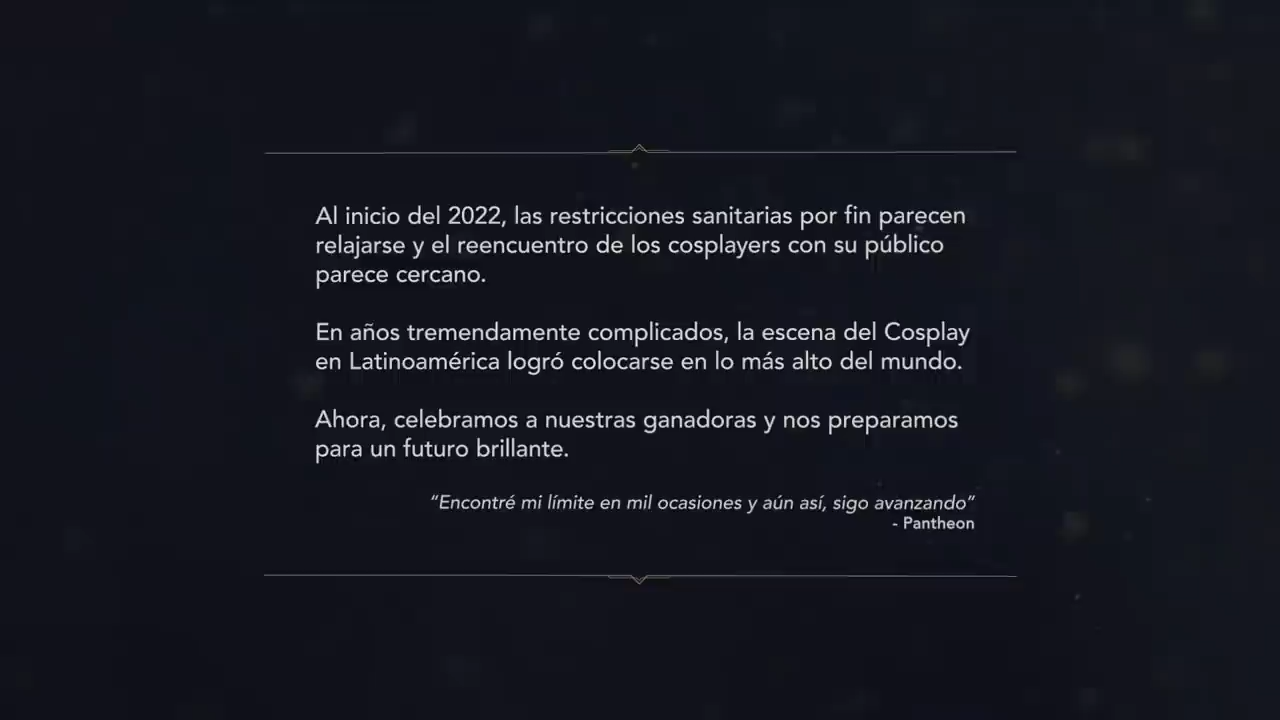 Al inicio del 2022, las restricciones sanitarias por fin parecen
relajarse y el reencuentro de los cosplayers con su público
parece cercano.
En años tremendamente complicados, la escena del Cosplay
en Latinoamérica logró colocarse en lo más alto del mundo.
Ahora, celebramos a nuestras ganadoras y nos preparamos
para un futuro brillante.
“Encontré mi límite en mil ocasiones y aún así, sigo avanzando”
- Pantheon